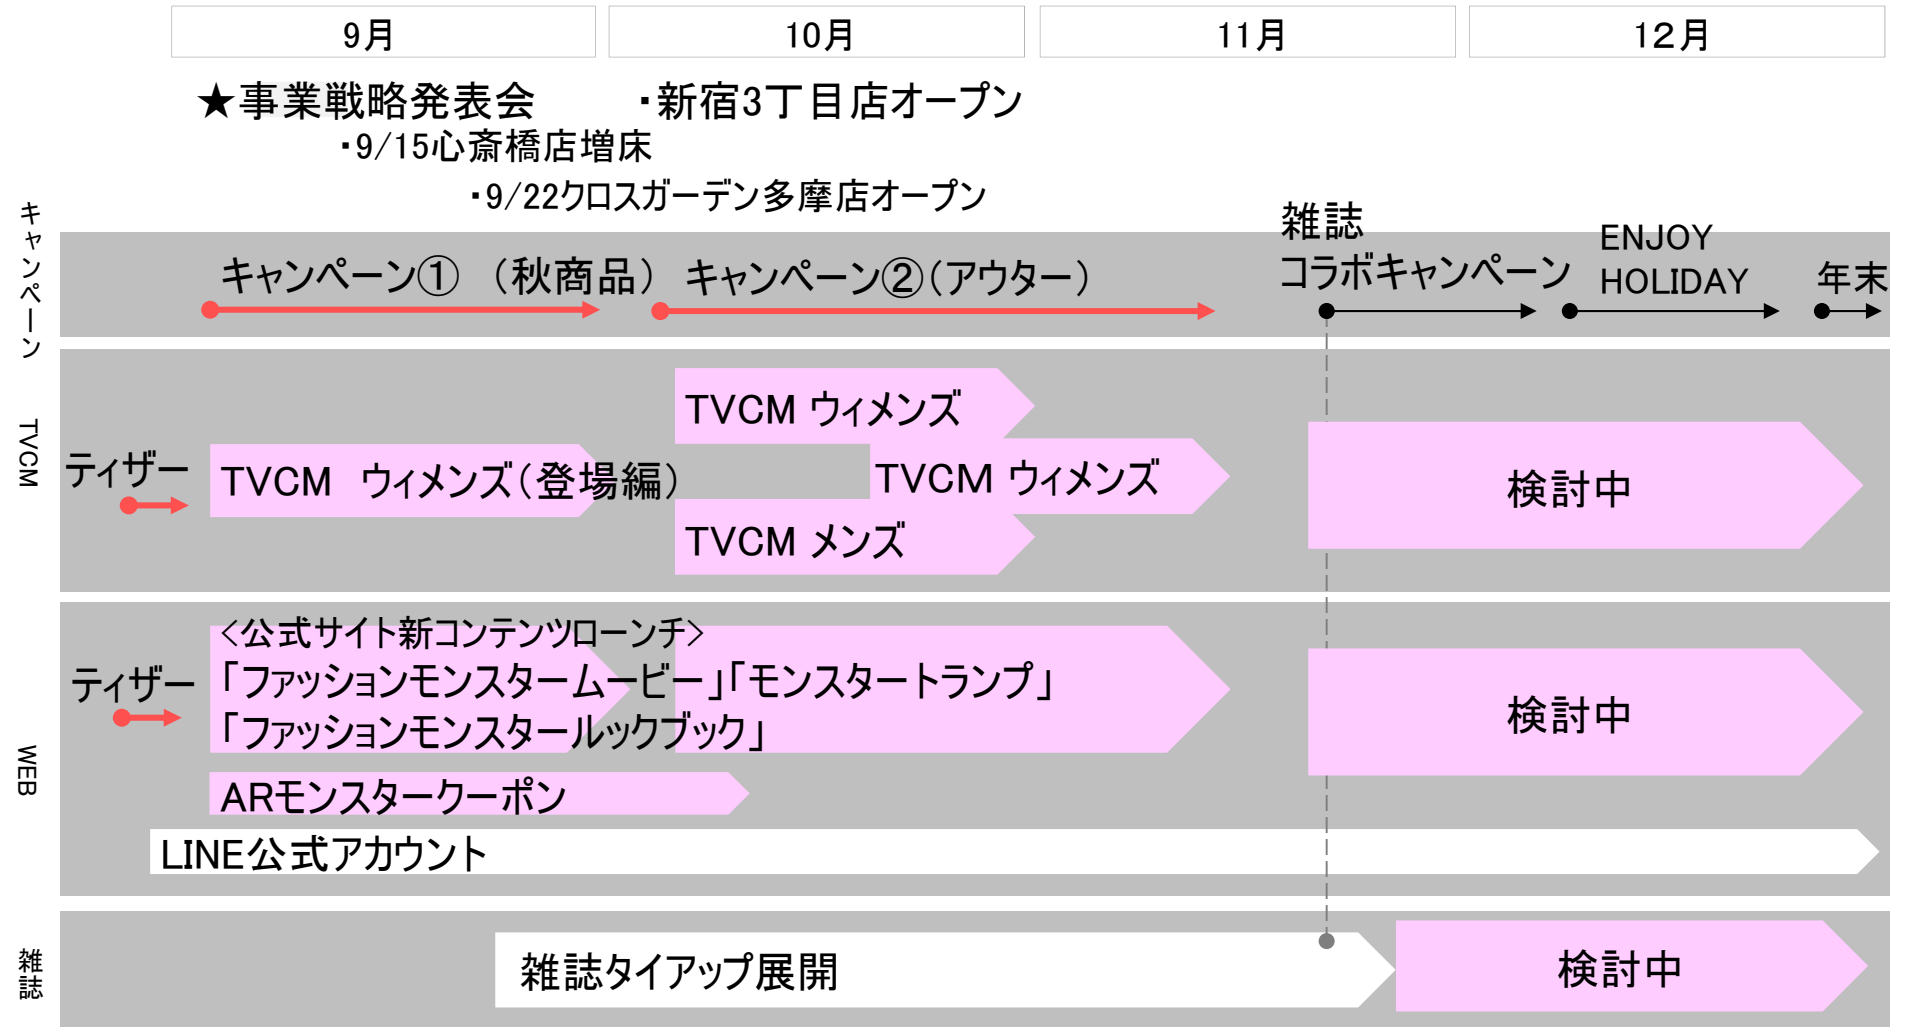 9月
10月
11月
12月
★事業戦略発表会
・新宿3丁目店オープン
・9/15心斎橋店増床
・9/22クロスガーデン多摩店オープン
キャンペーン
キャンペーン①　（秋商品）
キャンペーン②（アウター）
雑誌
コラボキャンペーン
ENJOY
HOLIDAY
年末
TVCM
ティザー
TVCM　ウィメンズ（登場編）
TVCM ウィメンズ
TVCM ウィメンズ
TVCM メンズ
検討中
WEB
ティザー
＜公式サイト新コンテンツローンチ＞
「ファッションモンスタームービー」「モンスタートランプ」
「ファッションモンスタールックブック」
検討中
ARモンスタークーポン
LINE公式アカウント
雑誌
雑誌タイアップ展開
検討中